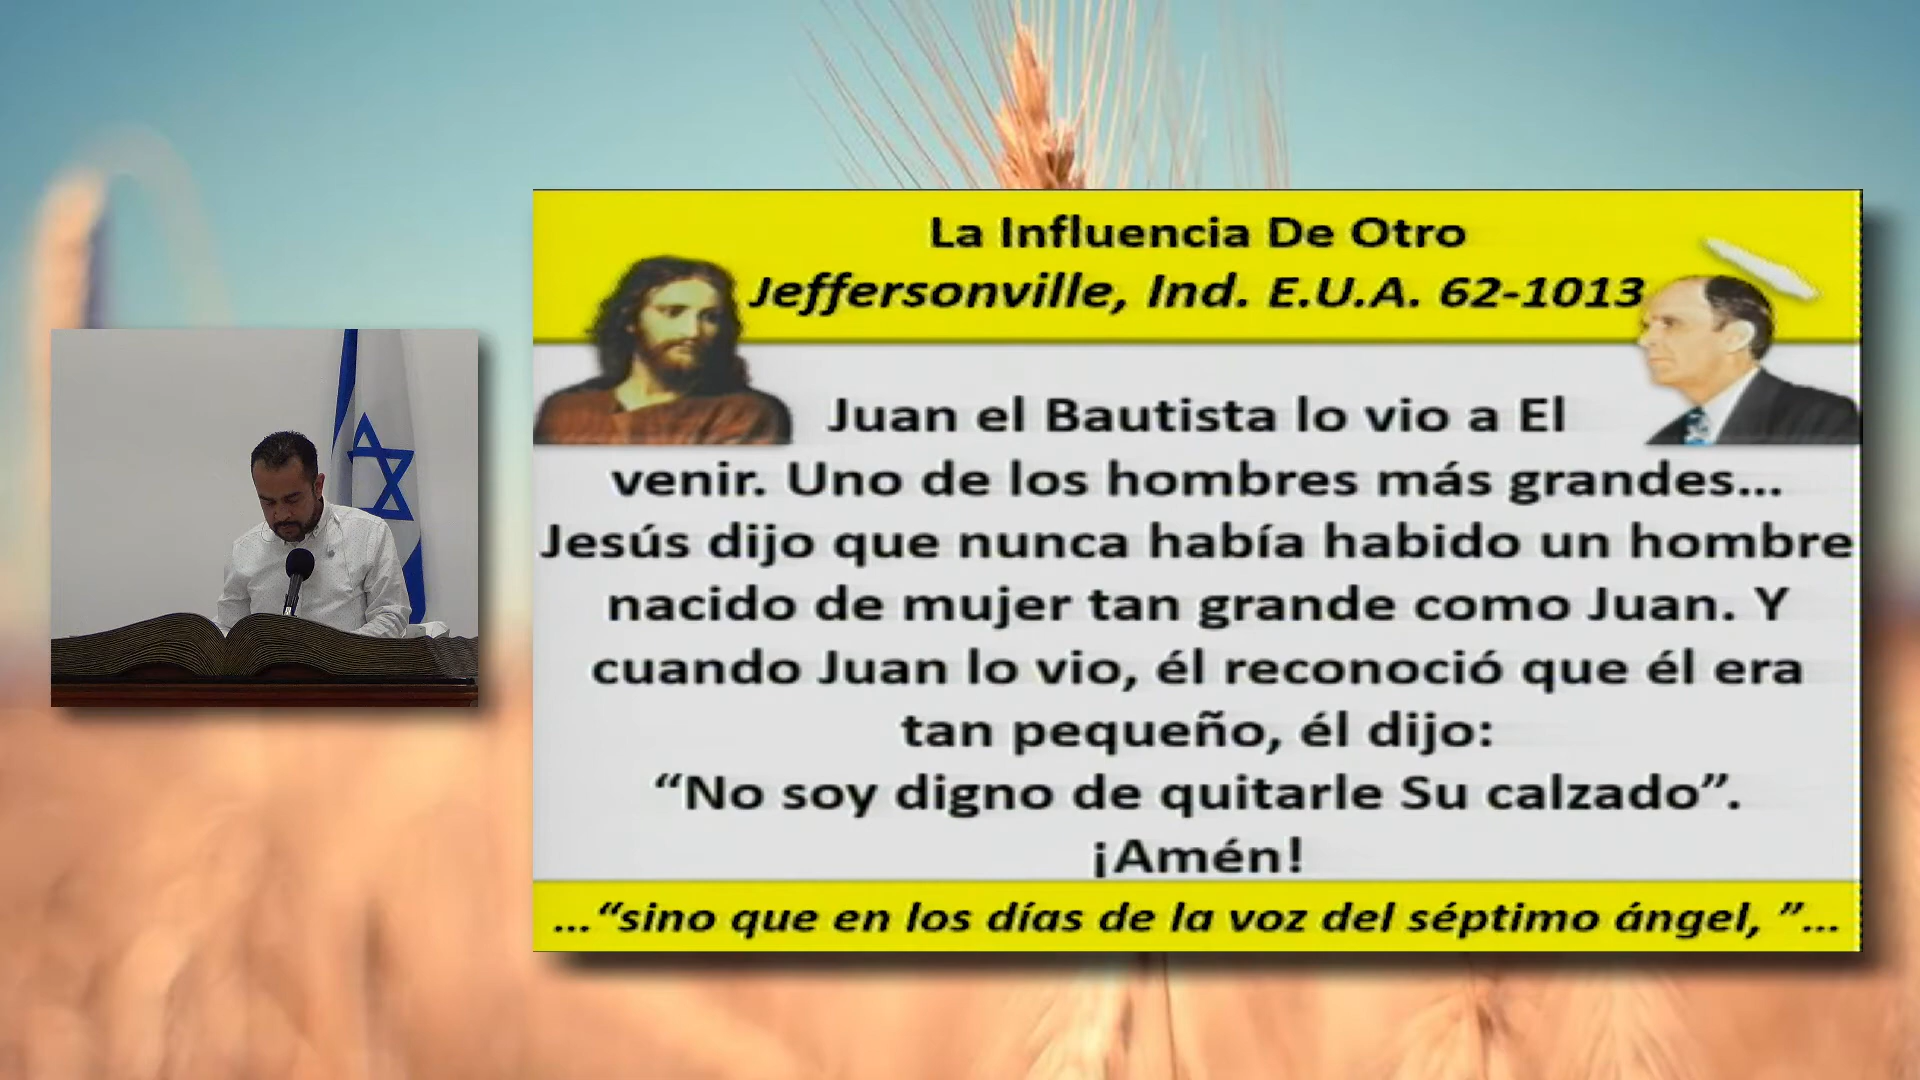 La Influencia De Otro
Jeffersonville, Ind. E.U.A. 62-1013
Juan el Bautista lo vio a El
venir. Uno de los hombres más grandes...
Jesús dijo que nunca había habido un hombre
nacido de mujer tan grande como Juan. Y
cuando Juan lo vio, él reconoció que él era
tan pequeño, él dijo:
“No soy digno de quitarle Su calzado”.
¡Amén!
...“sino que en los días de la voz del séptimo ángel, ”...